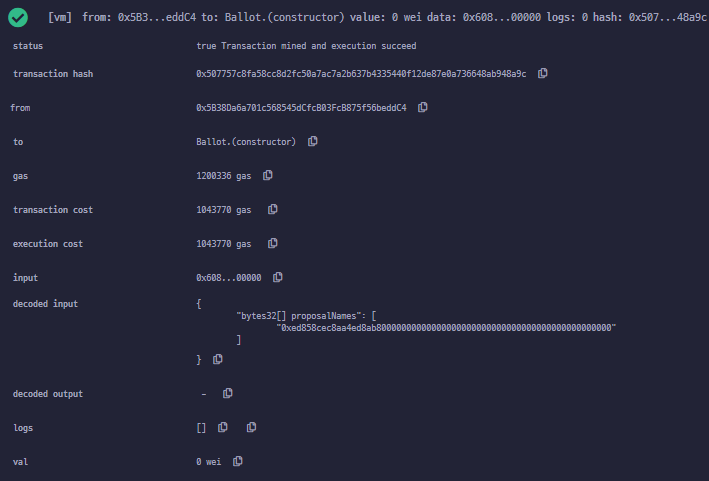 [vm] from: 0x5B3...eddC4 to: Ballot.(constructor) value: 0 wei data: 0x608...00000 logs: 0 hash: 0x507...48a9c
status true Transaction mined and execution succeed
transaction hash 0x507757c8fa58cc8d2fc50a7ac7a2b637b4335440f12de87e0a736648ab948a9c
from 0x5B38Da6a701c568545dCfcB03FcB875f56beddC4
to Ballot.(constructor)
gas 1200336 gas
transaction cost 1043770 gas
execution cost 1043770 gas
input 0x608...00000
decoded input {
"bytes32[] proposalNames": [
"0xed858cec8aa4ed8ab80000000000000000000000000000000000000000000000"
]
}
decoded output -
logs []
val 0 wei